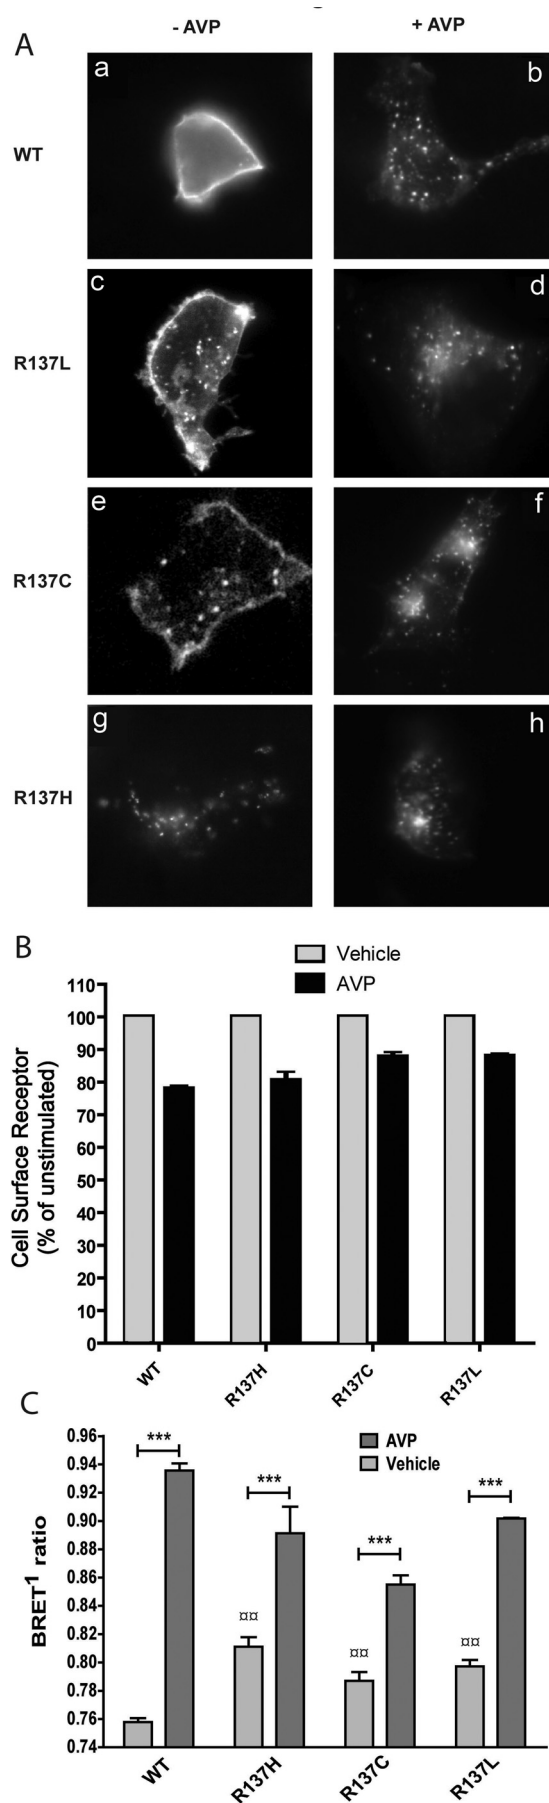 - AVP + AVP
A
a b
WT
c d
R137L
e f
R137C
g h
R137H
B
Vehicle
AVP
110
100
90
80
70
60
50
40
30
20
10
0
Cell Surface Receptor
(% of unstimulated)
WT R137H R137C R137L
C
0.96
0.94
0.92
0.90
0.88
0.86
0.84
0.82
0.80
0.78
0.76
0.74
BRET1 ratio
AVP
Vehicle
*** *** *** ***
¤¤ ¤¤ ¤¤
WT R137H R137C R137L